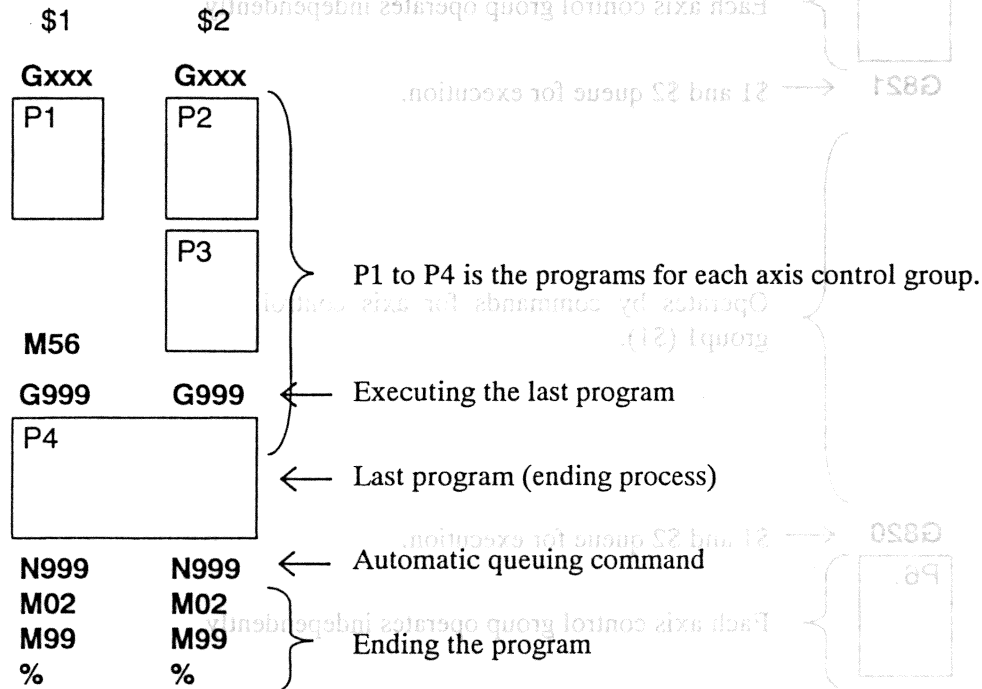 $1 $2
Gxxx Gxxx
P1 P2
P3
P1 to P4 is the programs for each axis control group.
M56
G999 G999 Executing the last program
P4
Last program (ending process)
N999 N999 Automatic queuing command
M02 M02
M99 M99 Ending the program
% %